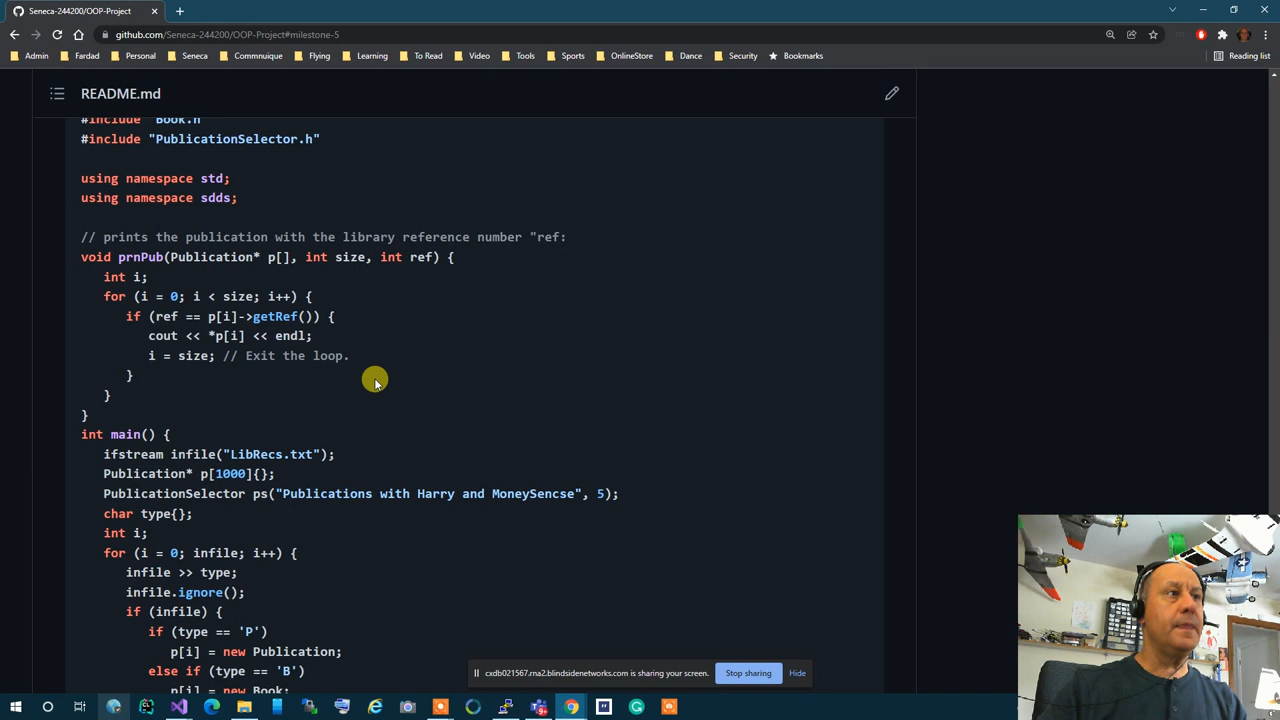 Seneca-244200/OOP-Project
github.com/Seneca-244200/OOP-Project#milestone-5
Admin Fardad Personal Seneca Commnuique Flying Learning To Read Video Tools Sports OnlineStore Dance Security Bookmarks Reading list
README.md
#include "Book.h"
#include "PublicationSelector.h"
using namespace std;
using namespace sdds;
// prints the publication with the library reference number "ref:
void prnPub(Publication* p[], int size, int ref) {
int i;
for (i = 0; i < size; i++) {
if (ref == p[i]->getRef()) {
cout << *p[i] << endl;
i = size; // Exit the loop.
}
}
}
int main() {
ifstream infile("LibRecs.txt");
Publication* p[1000]{};
PublicationSelector ps("Publications with Harry and MoneySencse", 5);
char type{};
int i;
for (i = 0; infile; i++) {
infile >> type;
infile.ignore();
if (infile) {
if (type == 'P')
p[i] = new Publication;
else if (type == 'B')
p[i] = new Book;
cxdb021567.rna2.blindsidenetworks.com is sharing your screen. Stop sharing Hide